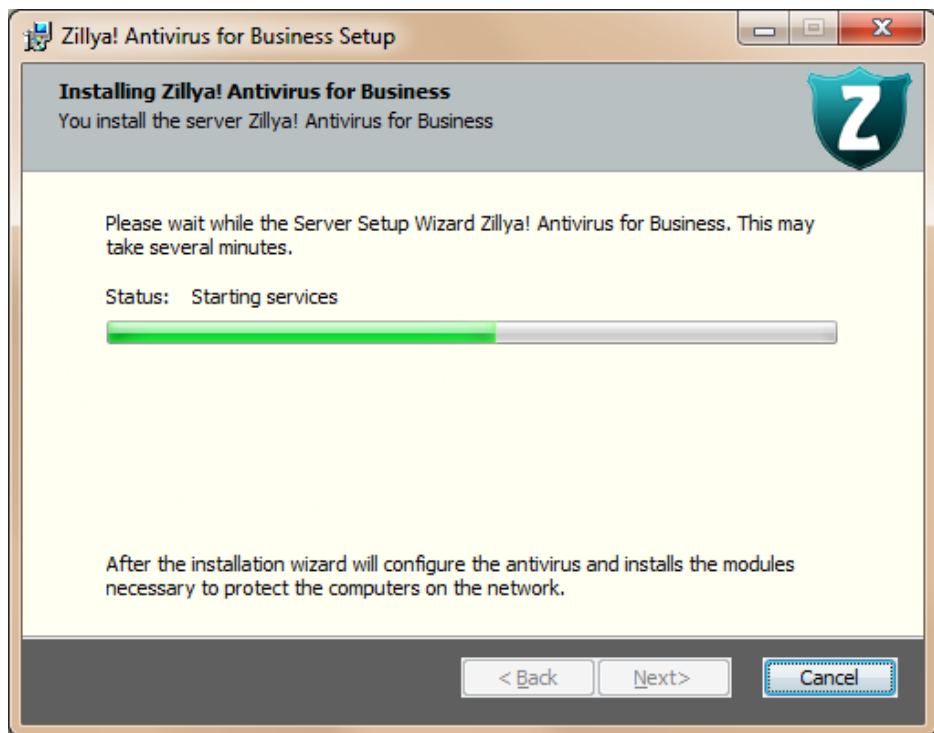 Zillya! Antivirus for Business Setup
Installing Zillya! Antivirus for Business
You install the server Zillya! Antivirus for Business
Z
Please wait while the Server Setup Wizard Zillya! Antivirus for Business. This may
take several minutes.
Status: Starting services
After the installation wizard will configure the antivirus and installs the modules
necessary to protect the computers on the network.
< Back Next> Cancel